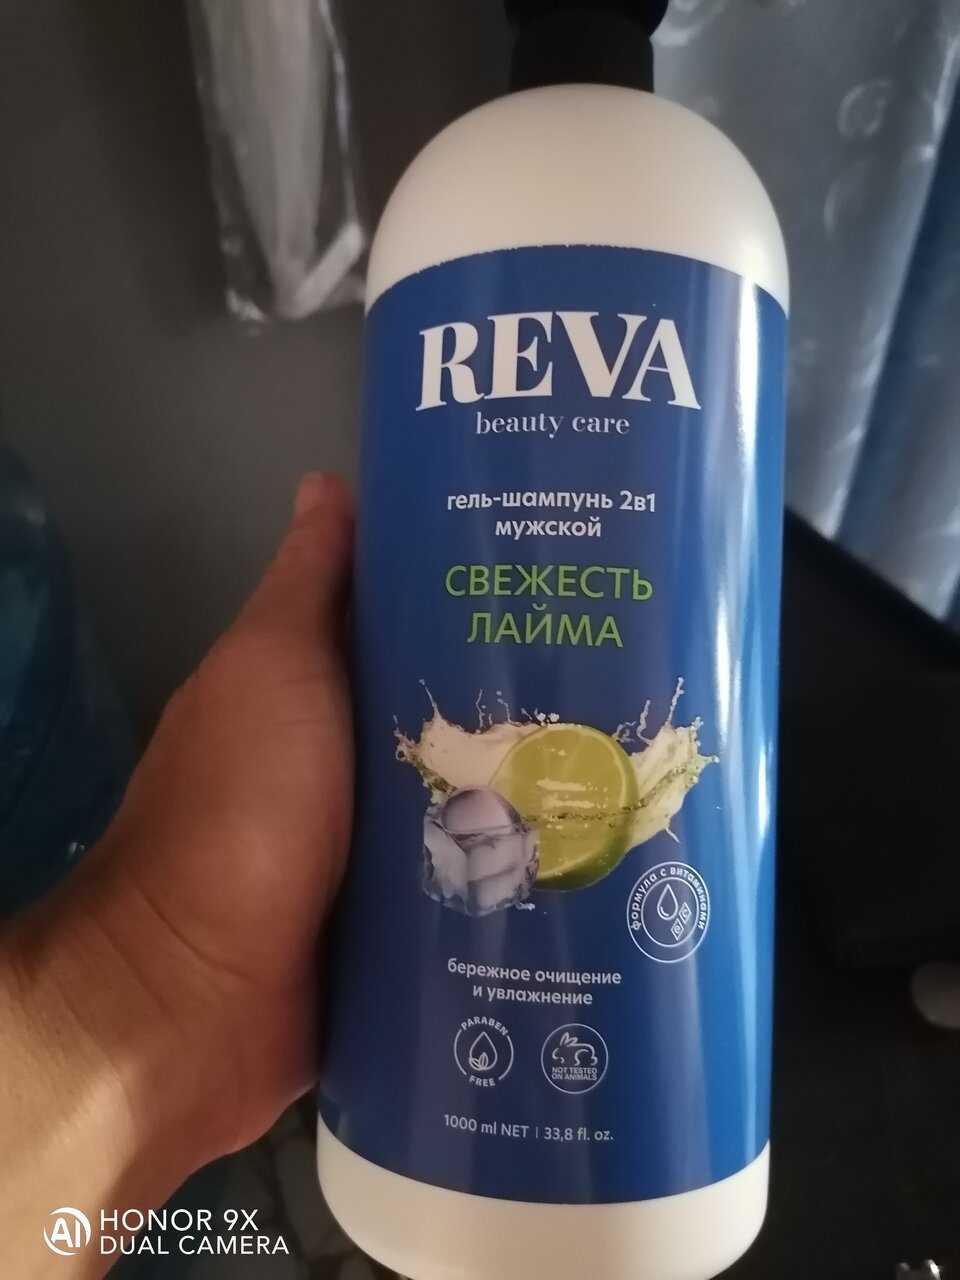 REVA
beauty care
гель-шампунь 2в1
мужской
СВЕЖЕСТЬ
ЛАЙМА
формула с витаминами
бережное очищение
и увлажнение
PARABEN
FREE
NOT TESTED
ON ANIMALS
1000 ml NET | 33,8 fl. oz.
AI HONOR 9X
DUAL CAMERA